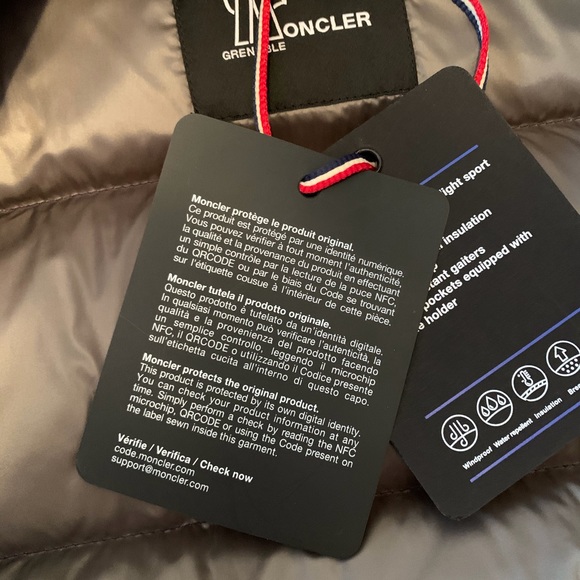 MONCLER
GRENOBLE
Moncler protège le produit original.
Ce produit est protégé par une identité numérique.
Vous pouvez vérifier à tout moment l'authenticité,
la qualité et la provenance du produit en effectuant
un simple contrôle par la lecture de la puce NFC,
du QRCODE ou par le biais du Code se trouvant
sur l'étiquette cousue à l'intérieur de cette pièce.
Moncler tutela il prodotto originale.
Questo prodotto è tutelato da un'identità digitale.
In qualsiasi momento può verificare l'autenticità, la
qualità e la provenienza del prodotto facendo
un semplice controllo, leggendo il microchip
NFC, il QRCODE o utilizzando il Codice presente
sull'etichetta cucita all'interno di questo capo.
Moncler protects the original product.
This product is protected by its own digital identity.
You can check your product information at any
time. Simply perform a check by reading the NFC
microchip, QRCODE or using the Code present on
the label sewn inside this garment.
Vérifie / Verifica / Check now
code.moncler.com
support@moncler.com
light sport
insulation
gaiters
pockets equipped with
holder
Windproof
Water repellent
Insulation